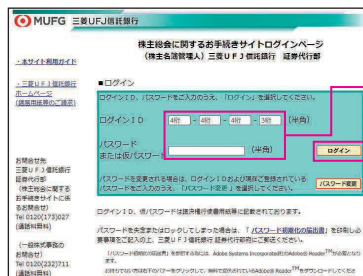 MUFG 三菱UFJ信託銀行
株主総会に関するお手続きサイトログインページ
(株主名簿管理人) 三菱UFJ信託銀行 証券代行部
・本サイト利用ガイド
・三菱UFJ信託銀行
ホームページ
■ログイン
ログインID、パスワードをご入力のうえ、「ログイン」を選択してください。
ログインID 4桁 - 4桁 - 4桁 - 3桁 (半角)
パスワード
または仮パスワード (半角) ログイン
パスワードを変更される場合は、ログインIDおよび現在ご登録されている
パスワードをご入力のうえ、「パスワード変更」を選択してください。 パスワード変更
お問合せ先
三菱UFJ信託銀行
証券代行部
(株主総会に関する
お手続きサイトに係
るお問合せ)
Tel 0120(173)027
(通話料無料)
(一般株式事務の
お問合せ)
Tel 0120(232)711
(通話料無料)
ログインID、仮パスワードは議決権行使書用紙等に記載されております。
パスワードを失念またはロックしてしまった場合は、「パスワード初期化の届出書」を印刷し必
要事項をご記入の上、三菱UFJ信託銀行 証券代行部宛にご郵送ください。